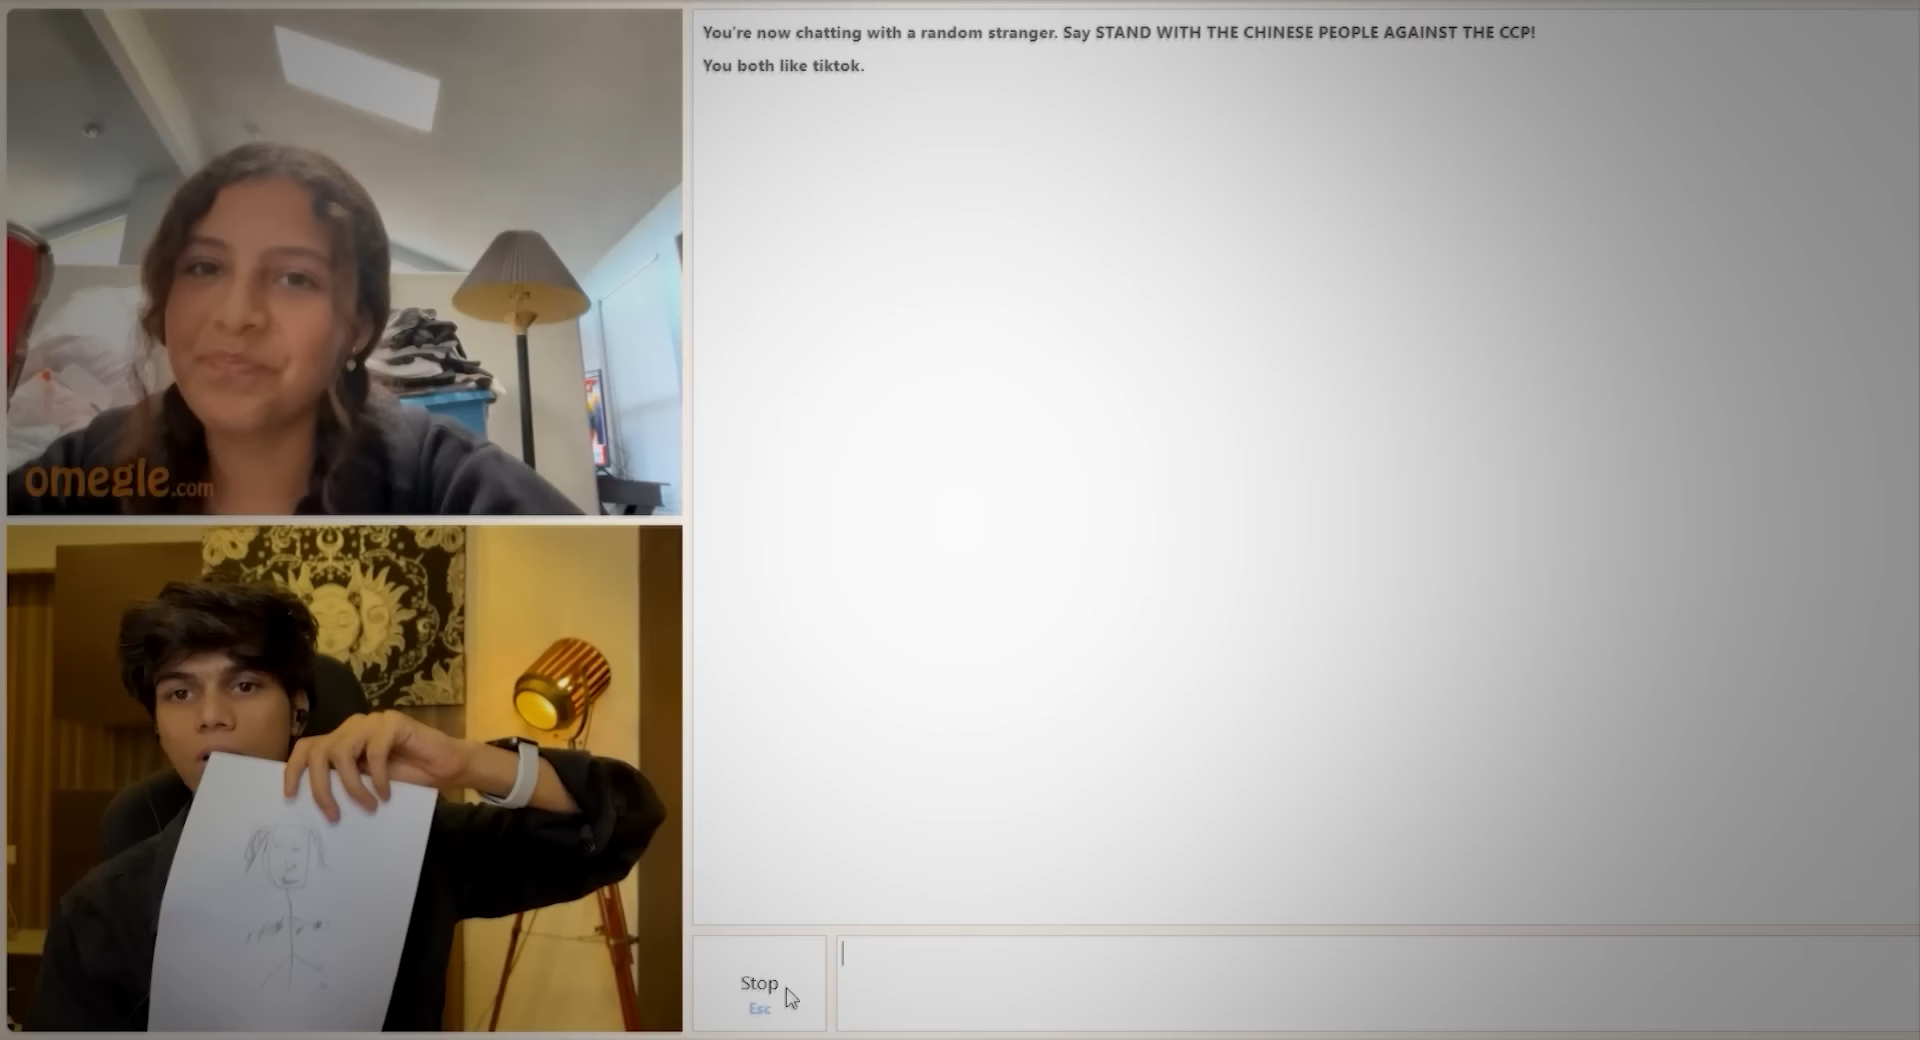 You're now chatting with a random stranger. Say STAND WITH THE CHINESE PEOPLE AGAINST THE CCP!
You both like tiktok.
omegle.com
Stop
Esc